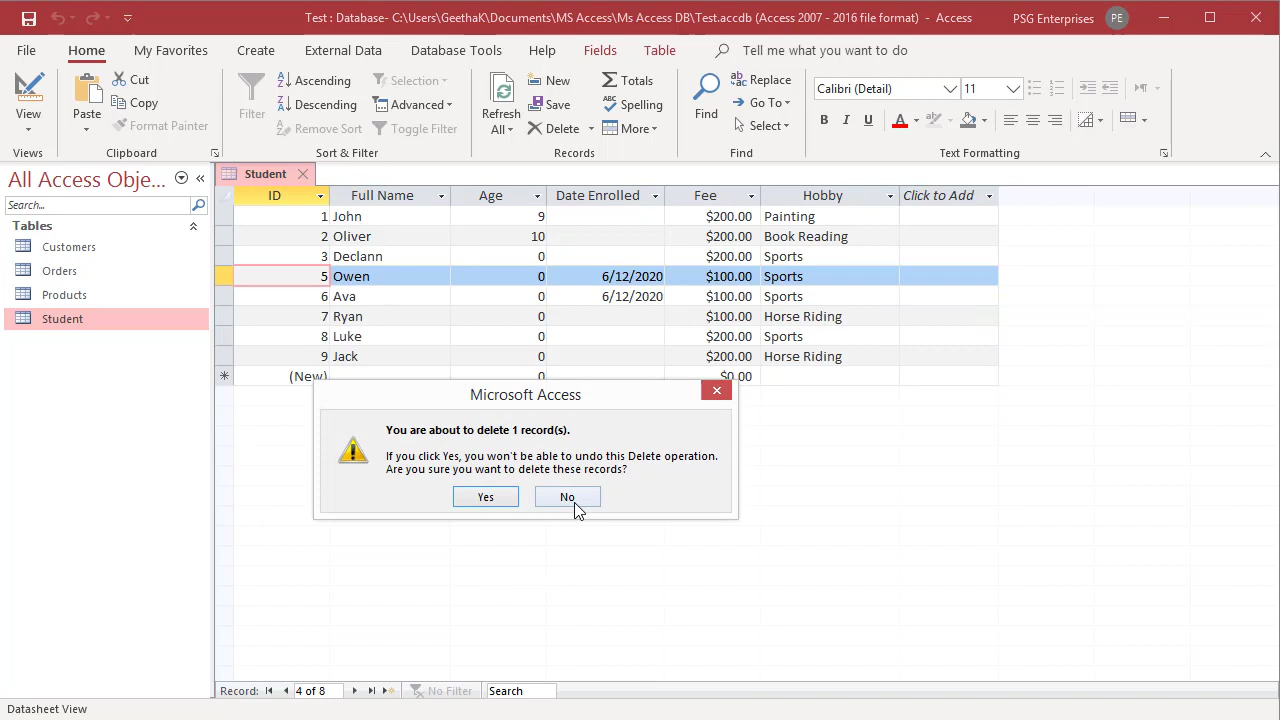 Test : Database- C:\Users\GeethaK\Documents\MS Access\Ms Access DB\Test.accdb (Access 2007 - 2016 file format) - Access PSG Enterprises PE
File Home My Favorites Create External Data Database Tools Help Fields Table Tell me what you want to do
View
Views
Paste
Cut
Copy
Format Painter
Clipboard
Filter
Ascending
Descending
Remove Sort
Selection
Advanced
Toggle Filter
Sort & Filter
Refresh
All
New
Save
Delete
Totals
Spelling
More
Records
Find
Replace
Go To
Select
Find
Calibri (Detail) 11
B I U A
Text Formatting
All Access Obje...
Search...
Tables
Customers
Orders
Products
Student
Student
ID Full Name Age Date Enrolled Fee Hobby Click to Add
1 John 9 $200.00 Painting
2 Oliver 10 $200.00 Book Reading
3 Declann 0 $200.00 Sports
5 Owen 0 6/12/2020 $100.00 Sports
6 Ava 0 6/12/2020 $100.00 Sports
7 Ryan 0 $100.00 Horse Riding
8 Luke 0 $200.00 Sports
9 Jack 0 $200.00 Horse Riding
(New) 0 $0.00
Microsoft Access
You are about to delete 1 record(s).
If you click Yes, you won't be able to undo this Delete operation.
Are you sure you want to delete these records?
Yes No
Record: 4 of 8 No Filter Search
Datasheet View